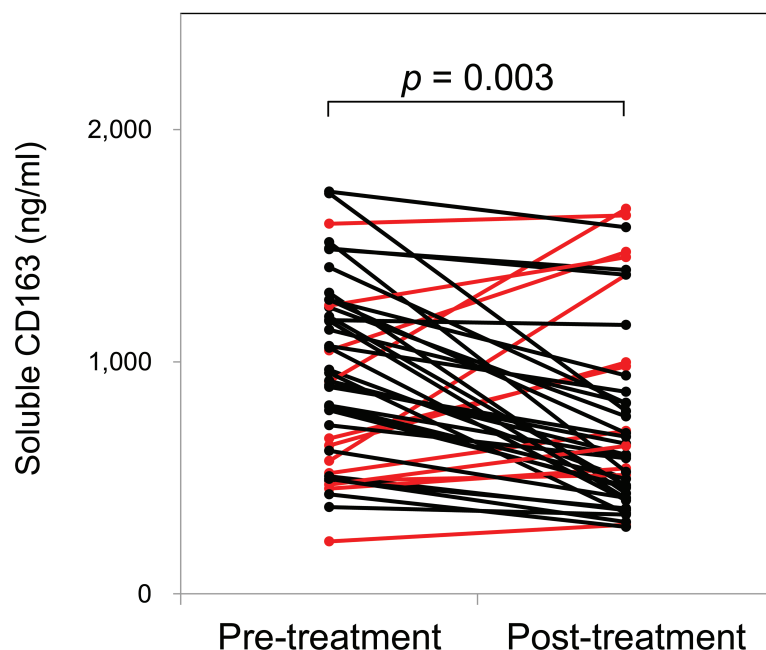 p = 0.003
2,000
1,000
0
Soluble CD163 (ng/ml)
Pre-treatment Post-treatment